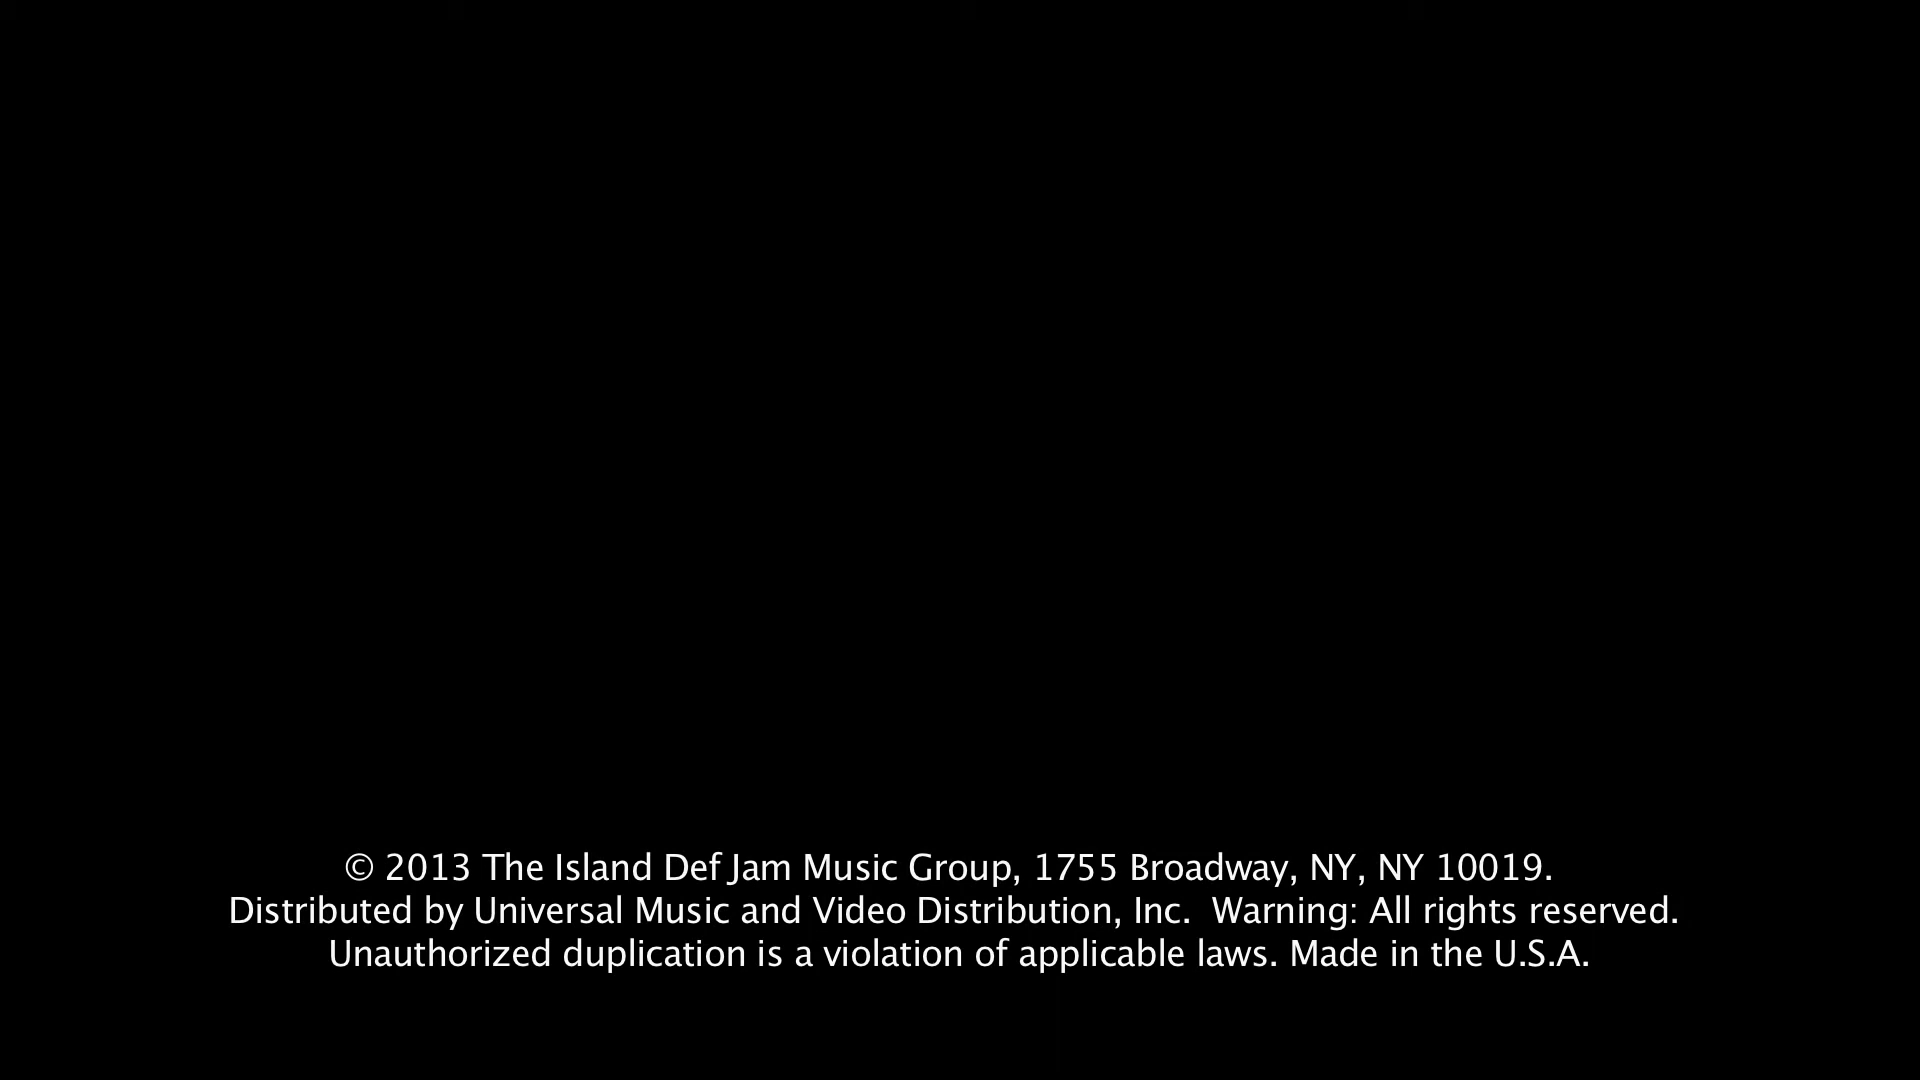 © 2013 The Island Def Jam Music Group, 1755 Broadway, NY, NY 10019.
Distributed by Universal Music and Video Distribution, Inc.  Warning: All rights reserved.
Unauthorized duplication is a violation of applicable laws. Made in the U.S.A.